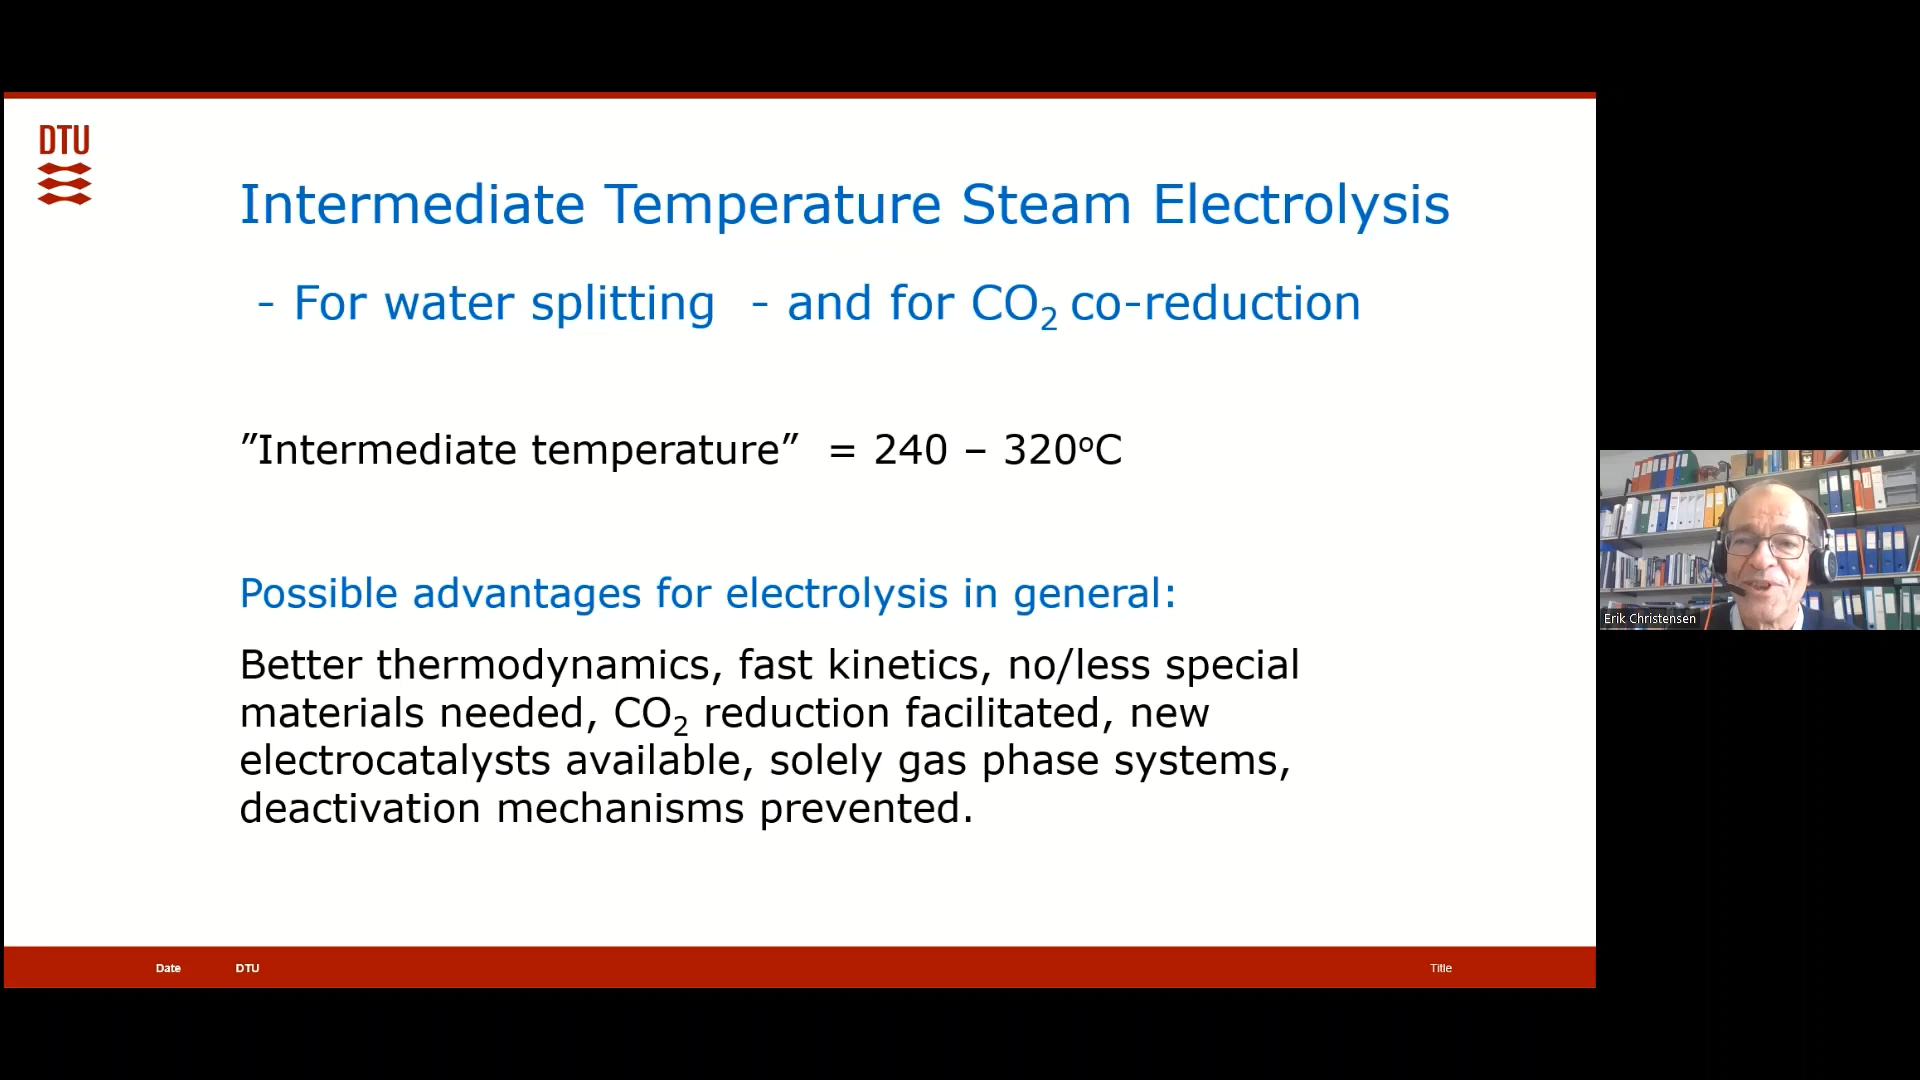 DTU
Intermediate Temperature Steam Electrolysis
- For water splitting - and for CO₂ co-reduction
”Intermediate temperature” = 240 – 320ºC
Possible advantages for electrolysis in general:
Better thermodynamics, fast kinetics, no/less special
materials needed, CO₂ reduction facilitated, new
electrocatalysts available, solely gas phase systems,
deactivation mechanisms prevented.
Erik Christensen
Date DTU Title